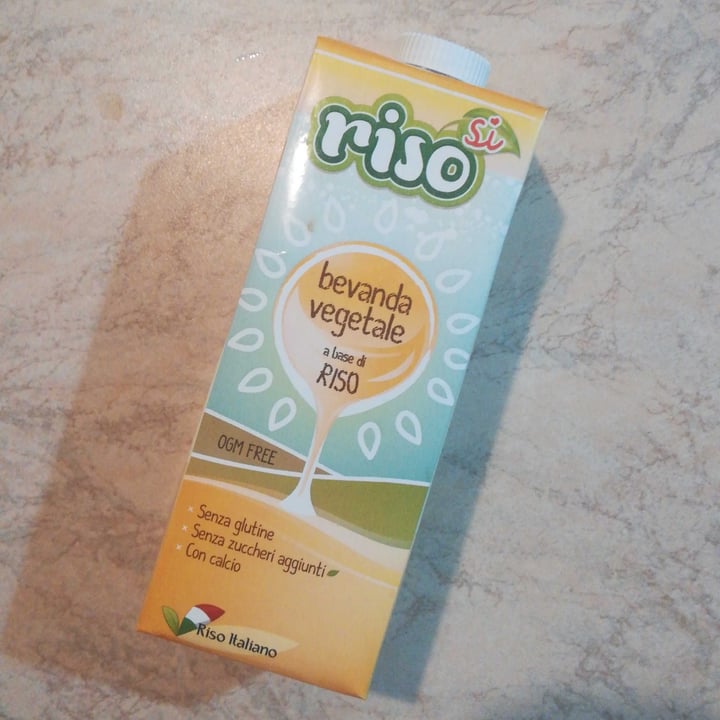 riso sì
bevanda
vegetale
a base di
RISO
OGM FREE
Senza glutine
Senza zuccheri aggiunti
Con calcio
Riso Italiano